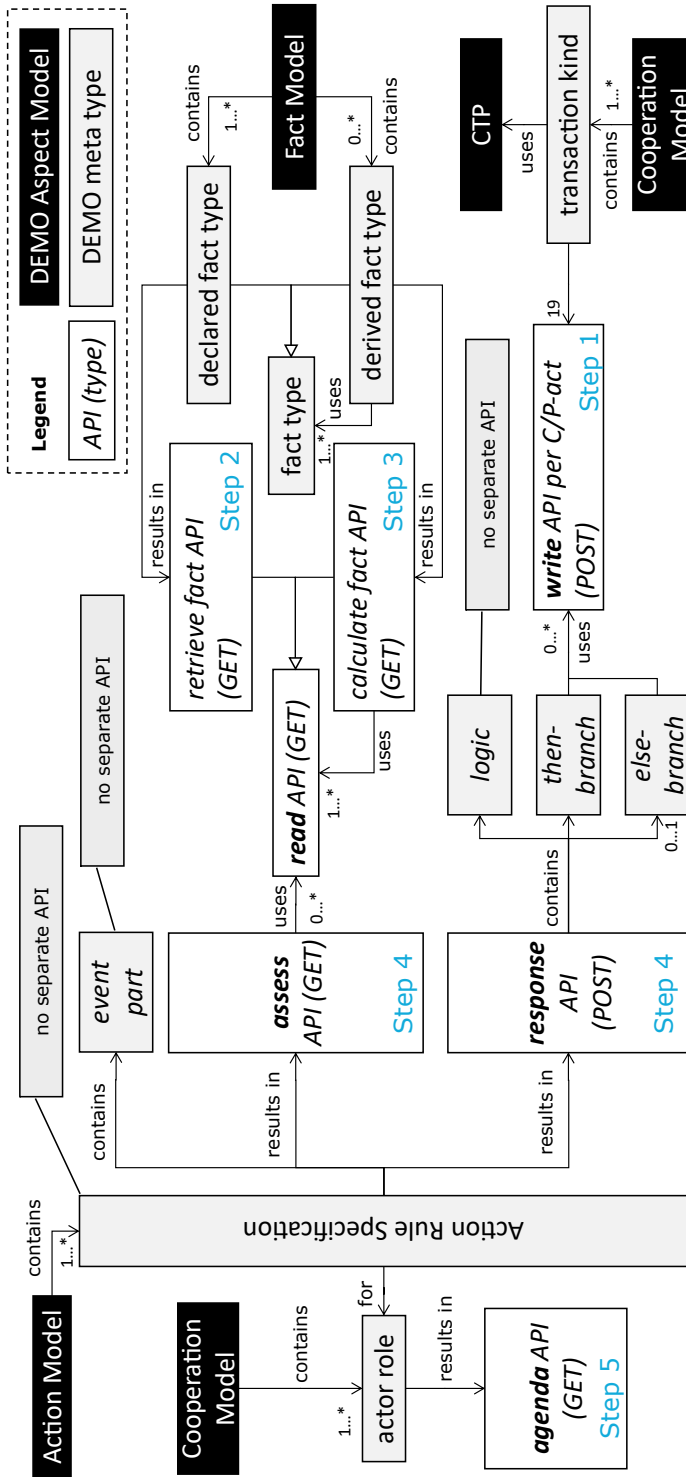 Legend
DEMO Aspect Model
API (type)
DEMO meta type
Action Model
contains
1...*
no separate API
Cooperation
Model
contains
1...*
actor role
for
results in
agenda API
(GET)
Step 5
Action Rule Specification
contains
event
part
no separate API
results in
assess
API (GET)
Step 4
uses
0...*
read API (GET)
1...*
uses
retrieve fact API
(GET)
Step 2
results in
calculate fact API
(GET)
Step 3
results in
fact type
1...*
uses
declared fact type
derived fact type
contains
1...*
Fact Model
0...*
contains
results in
response
API
(POST)
Step 4
contains
logic
no separate API
then-
branch
else-
branch
0...1
0...*
uses
write API per C/P-act
(POST)
Step 1
19
transaction kind
uses
CTP
contains
1...*
Cooperation
Model